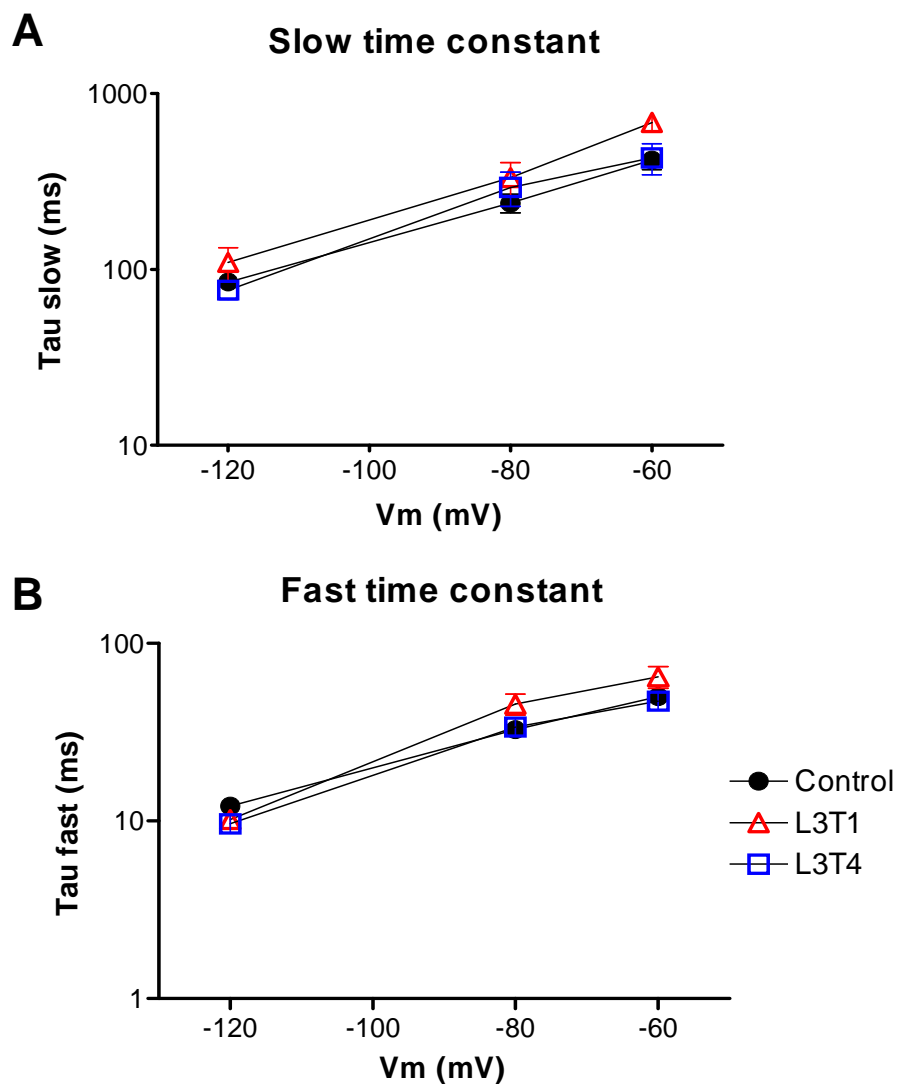 A
Slow time constant
1000
100
10
Tau slow (ms)
-120 -100 -80 -60
Vm (mV)
B
Fast time constant
100
10
1
Tau fast (ms)
-120 -100 -80 -60
Vm (mV)
Control
L3T1
L3T4